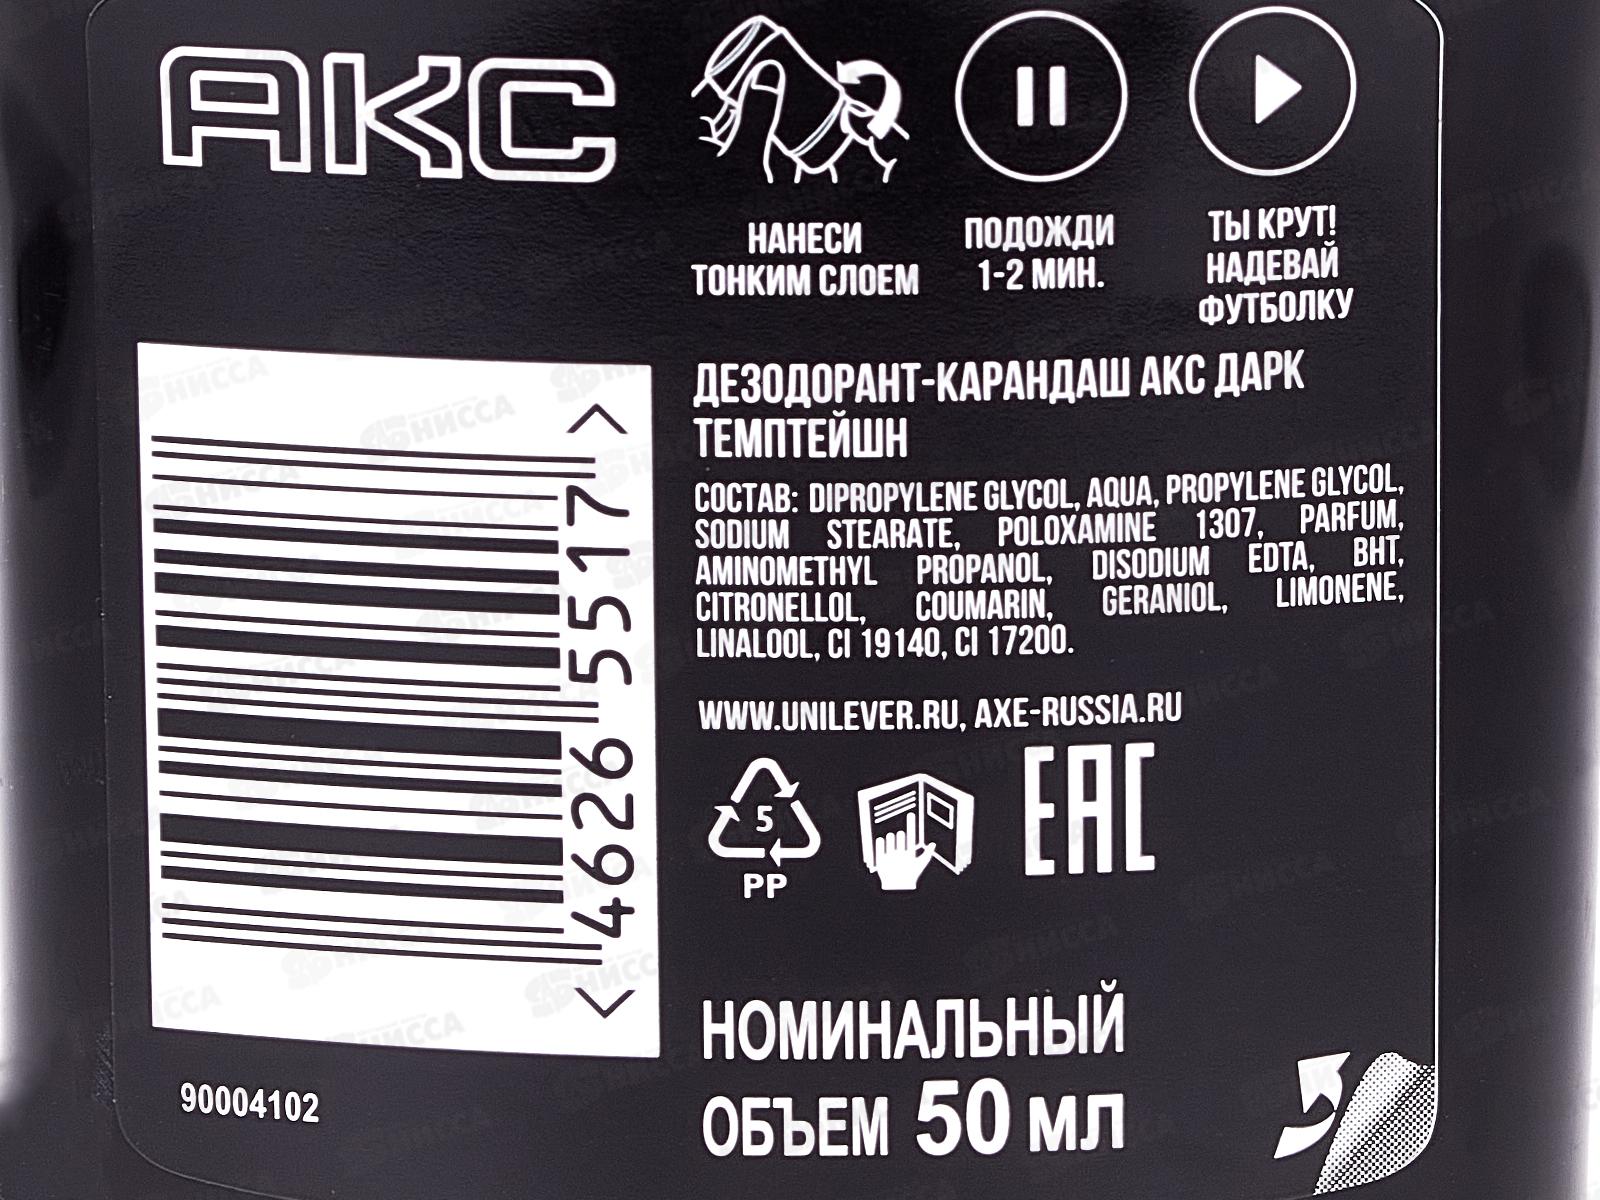 АКС
НАНЕСИ
ТОНКИМ СЛОЕМ
ПОДОЖДИ
1-2 МИН.
ТЫ КРУТ!
НАДЕВАЙ
ФУТБОЛКУ
ДЕЗОДОРАНТ-КАРАНДАШ АКС ДАРК
ТЕМПТЕЙШН
СОСТАВ: DIPROPYLENE GLYCOL, AQUA, PROPYLENE GLYCOL,
SODIUM STEARATE, POLOXAMINE 1307, PARFUM,
AMINOMETHYL PROPANOL, DISODIUM EDTA, BHT,
CITRONELLOL, COUMARIN, GERANIOL, LIMONENE,
LINALOOL, CI 19140, CI 17200.
WWW.UNILEVER.RU, AXE-RUSSIA.RU
5
PP
EAC
< 4626 5517 >
90004102
НОМИНАЛЬНЫЙ
ОБЪЕМ 50 МЛ
НИССА